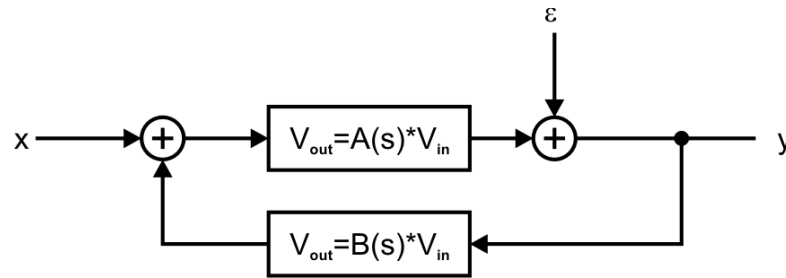 ε
x + V_out=A(s)*V_in + y
V_out=B(s)*V_in